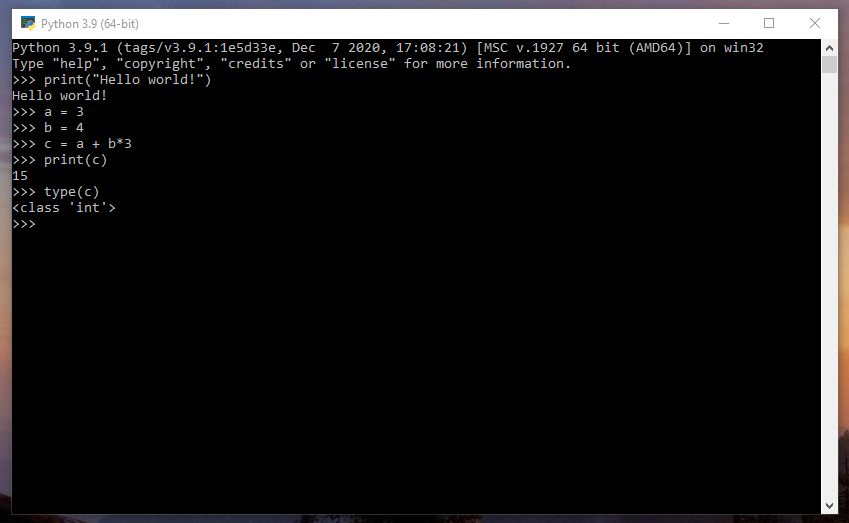 Python 3.9 (64-bit)
Python 3.9.1 (tags/v3.9.1:1e5d33e, Dec  7 2020, 17:08:21) [MSC v.1927 64 bit (AMD64)] on win32
Type "help", "copyright", "credits" or "license" for more information.
>>> print("Hello world!")
Hello world!
>>> a = 3
>>> b = 4
>>> c = a + b*3
>>> print(c)
15
>>> type(c)
<class 'int'>
>>>